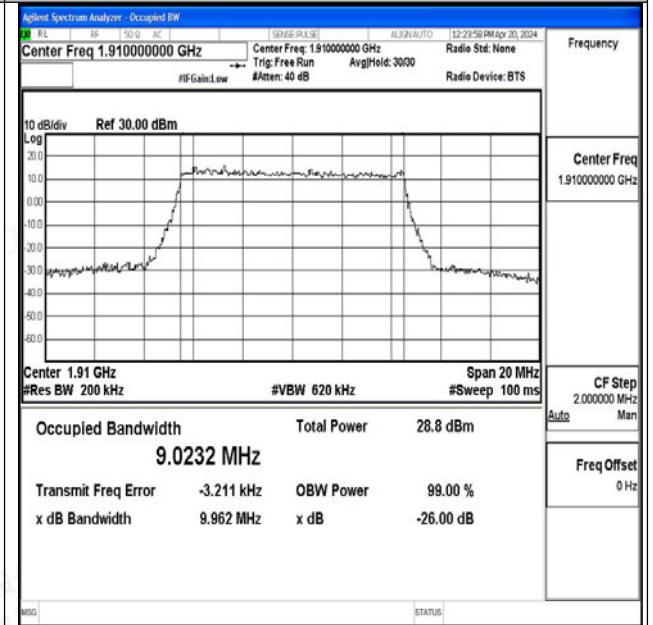 Agilent Spectrum Analyzer - Occupied BW
RL RF 50 Ω AC SENSE:PULSE ALIGN AUTO 12:23:58 PM Apr 20, 2024
Center Freq 1.910000000 GHz
Center Freq: 1.910000000 GHz
Radio Std: None
Trig: Free Run Avg|Hold: 30/30
#IFGain:Low
#Atten: 40 dB
Radio Device: BTS
Frequency
10 dB/div Ref 30.00 dBm
Log
20.0
10.0
0.00
-10.0
-20.0
-30.0
-40.0
-50.0
-60.0
Center 1.91 GHz
Span 20 MHz
#Res BW 200 kHz
#VBW 620 kHz
#Sweep 100 ms
Occupied Bandwidth
9.0232 MHz
Total Power 28.8 dBm
Transmit Freq Error -3.211 kHz
OBW Power 99.00 %
x dB Bandwidth 9.962 MHz
x dB -26.00 dB
Center Freq
1.910000000 GHz
CF Step
2.000000 MHz
Auto Man
Freq Offset
0 Hz
MSG
STATUS